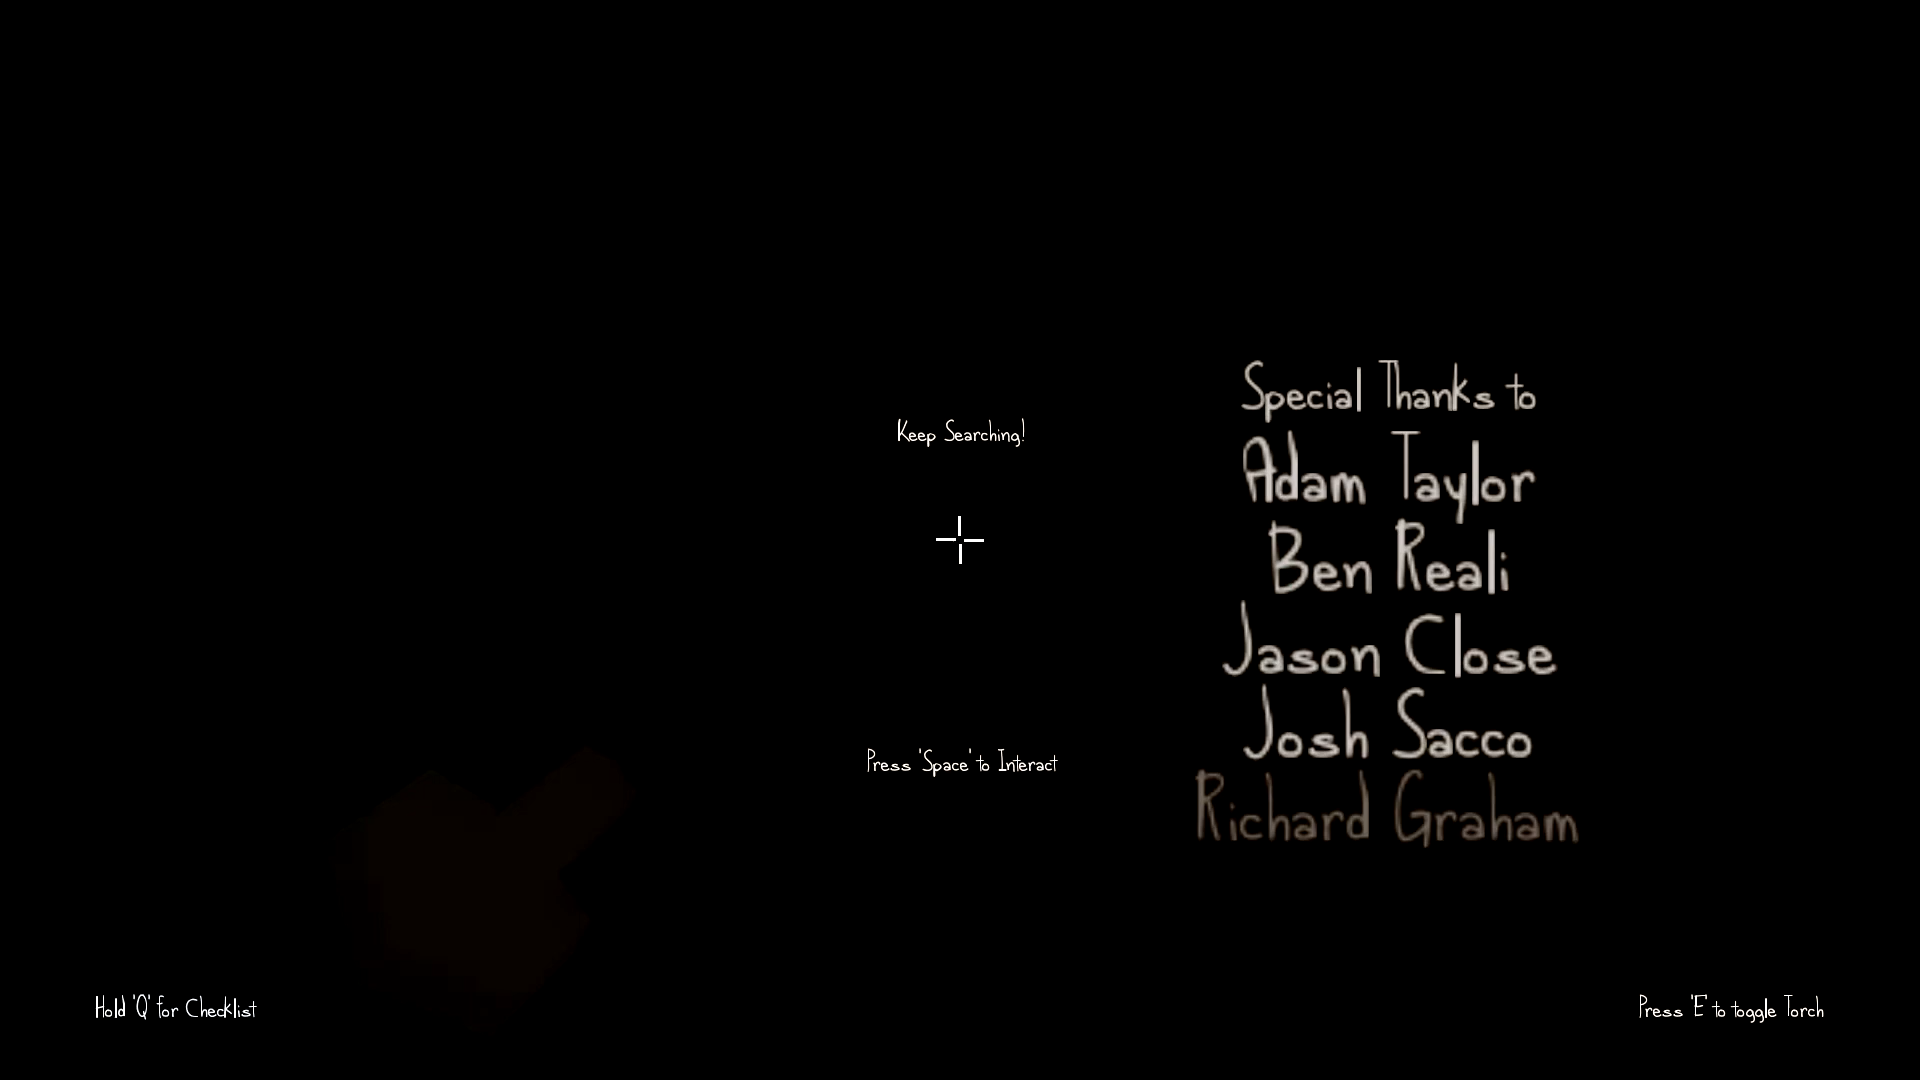 Special Thanks to
Adam Taylor
Ben Reali
Jason Close
Josh Sacco
Richard Graham
Keep Searching!
Press 'Space' to Interact
Hold 'Q' for Checklist
Press 'E' to toggle Torch